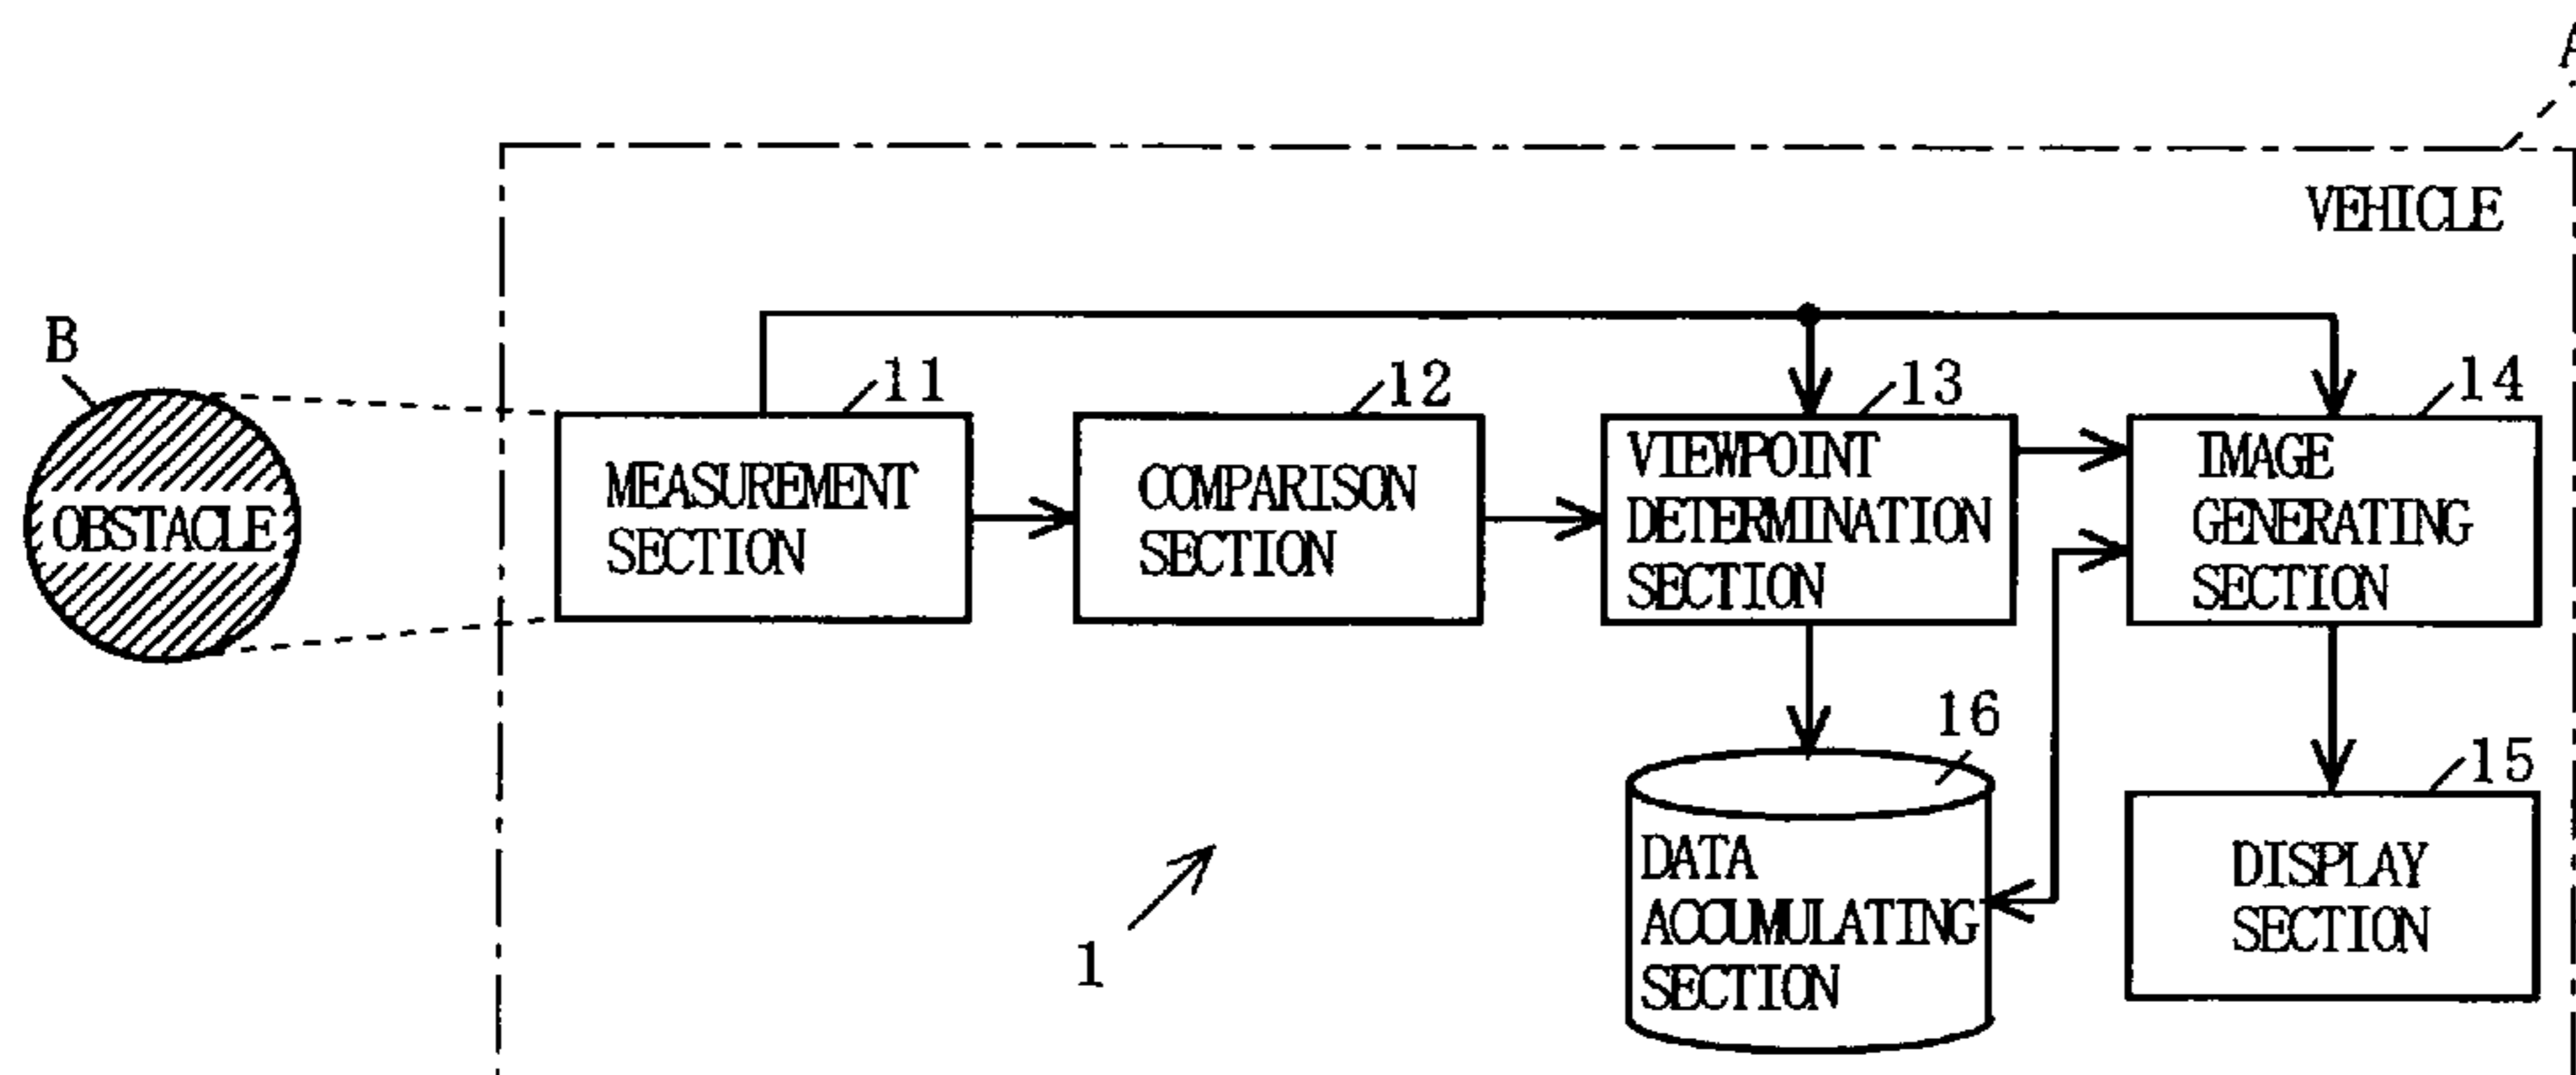 A
VEHICLE
B
OBSTACLE
11
MEASUREMENT
SECTION
12
COMPARISON
SECTION
13
VIEWPOINT
DETERMINATION
SECTION
14
IMAGE
GENERATING
SECTION
16
DATA
ACCUMULATING
SECTION
15
DISPLAY
SECTION
1